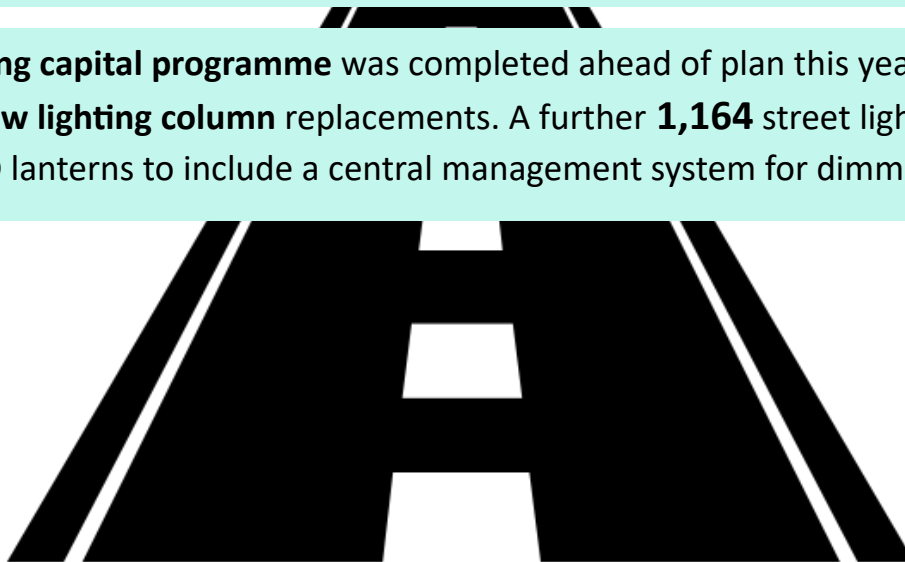 ng capital programme was completed ahead of plan this yea
w lighting column replacements. A further 1,164 street ligh
lanterns to include a central management system for dimm